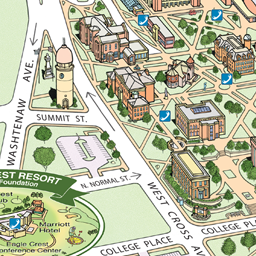 WASHTENAW AVE.
SUMMIT ST.
N. NORMAL ST.
EST RESORT
Foundation
WEST CROSS AV
Marriott
Hotel
Eagle Crest
Conference Center
COLLEGE PLACE
COLLEGE